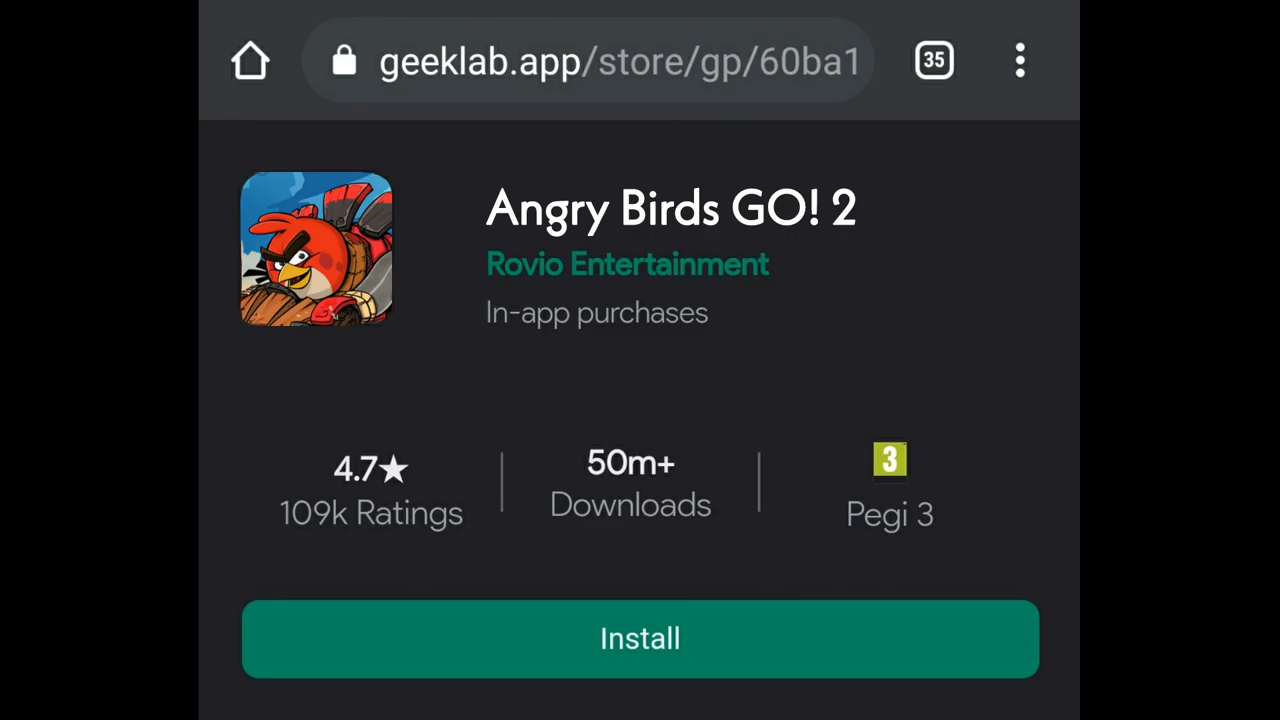 geeklab.app/store/gp/60ba1
35
Angry Birds GO! 2
Rovio Entertainment
In-app purchases
4.7★
109k Ratings
50m+
Downloads
3
Pegi 3
Install